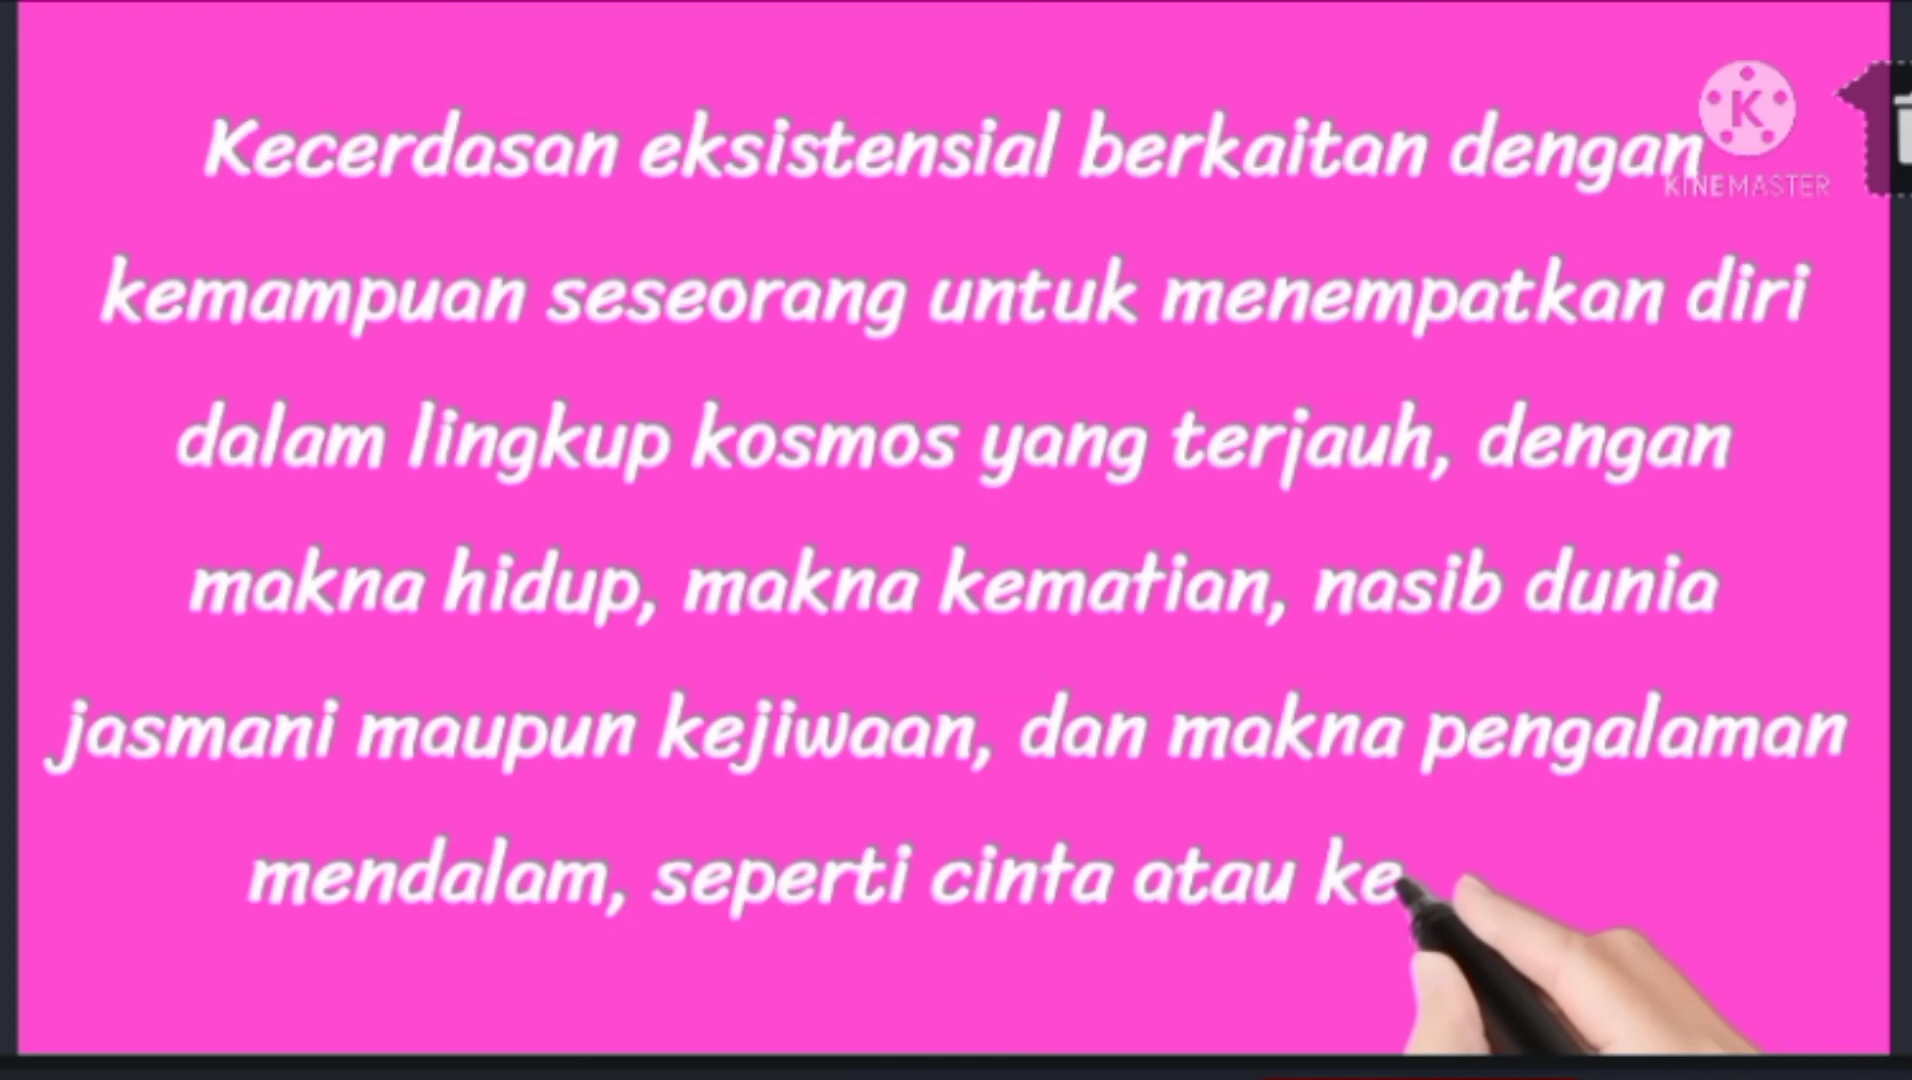 Kecerdasan eksistensial berkaitan dengan
KINEMASTER
kemampuan seseorang untuk menempatkan diri
dalam lingkup kosmos yang terjauh, dengan
makna hidup, makna kematian, nasib dunia
jasmani maupun kejiwaan, dan makna pengalaman
mendalam, seperti cinta atau ke